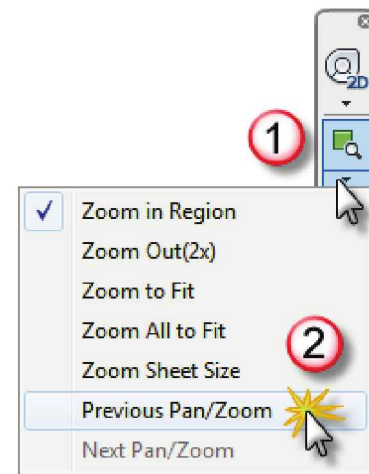 2D
1
Zoom in Region
Zoom Out(2x)
Zoom to Fit
Zoom All to Fit
2
Zoom Sheet Size
Previous Pan/Zoom
Next Pan/Zoom